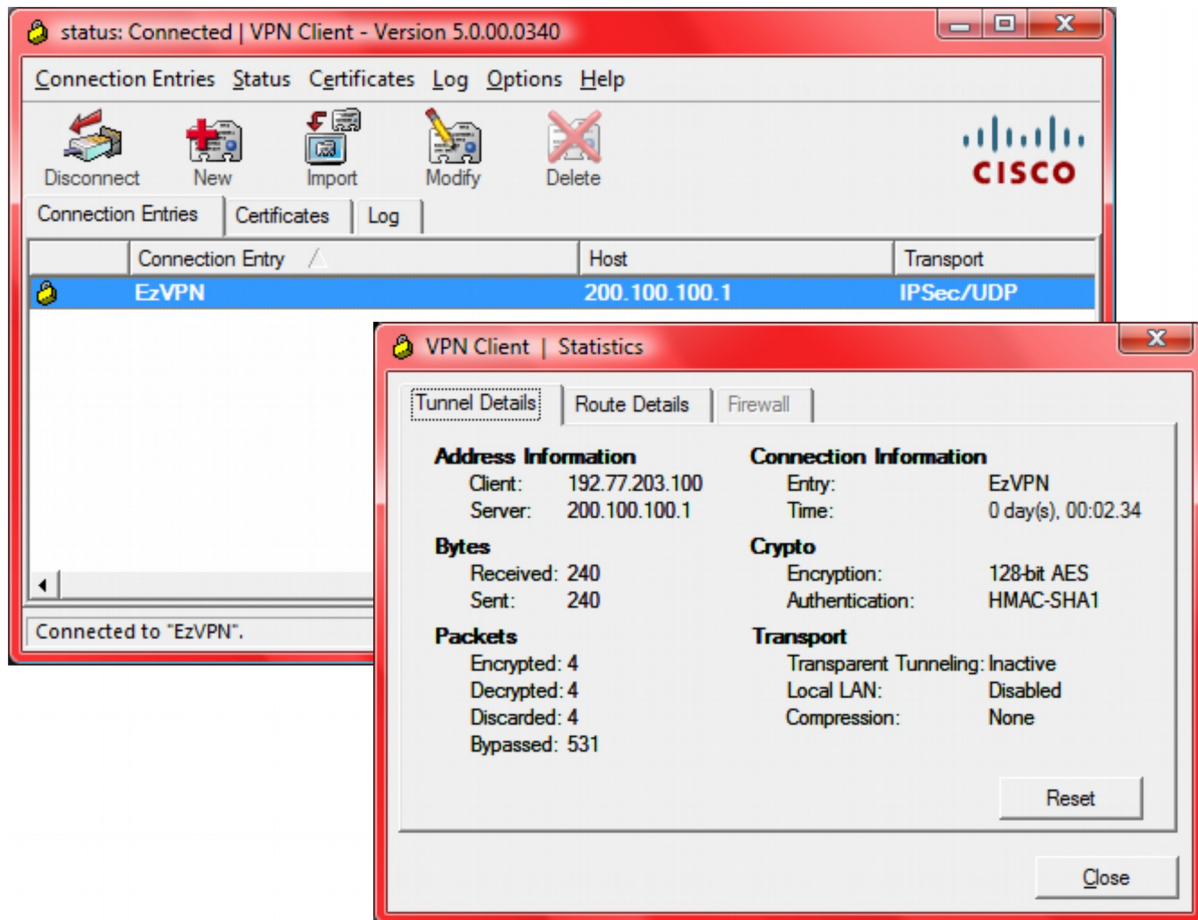 status: Connected | VPN Client - Version 5.0.00.0340
Connection Entries Status Certificates Log Options Help
Disconnect New Import Modify Delete
CISCO
Connection Entries Certificates Log
Connection Entry Host Transport
EzVPN 200.100.100.1 IPSec/UDP
Connected to "EzVPN".
VPN Client | Statistics
Tunnel Details Route Details Firewall
Address Information Connection Information
Client: 192.77.203.100 Entry: EzVPN
Server: 200.100.100.1 Time: 0 day(s), 00:02.34
Bytes Crypto
Received: 240 Encryption: 128-bit AES
Sent: 240 Authentication: HMAC-SHA1
Packets Transport
Encrypted: 4 Transparent Tunneling: Inactive
Decrypted: 4 Local LAN: Disabled
Discarded: 4 Compression: None
Bypassed: 531
Reset
Close